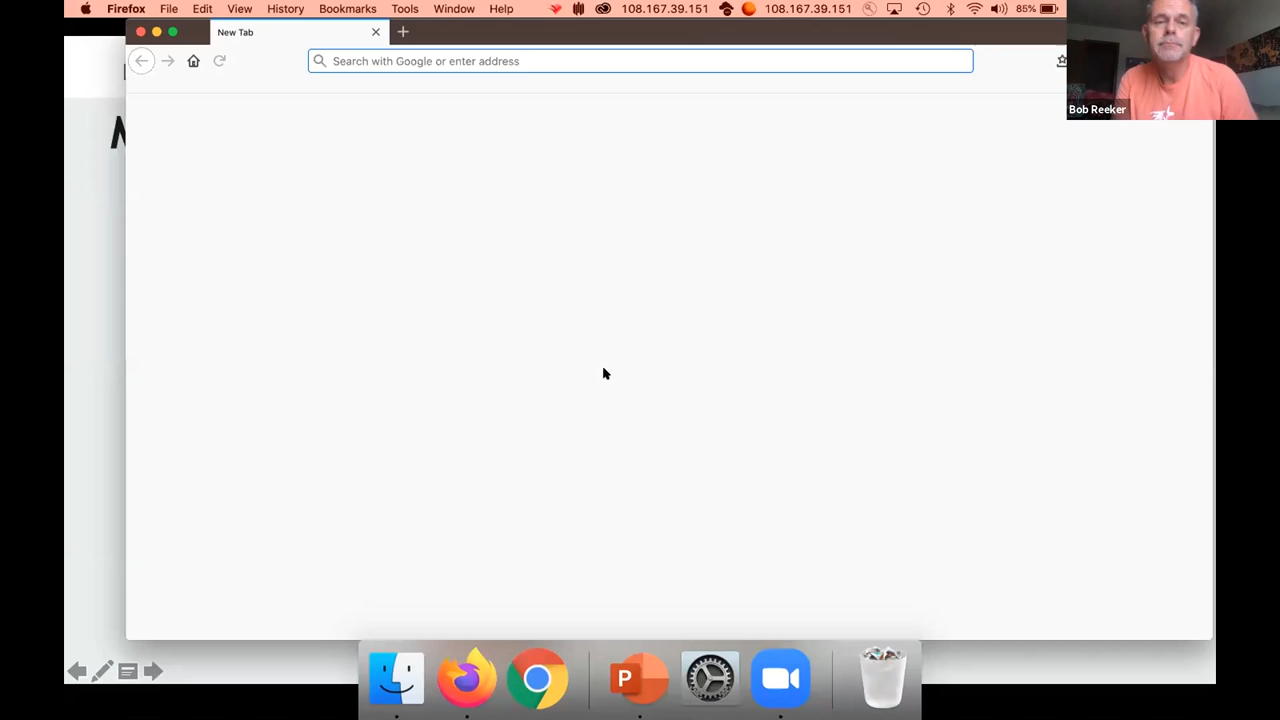 Firefox File Edit View History Bookmarks Tools Window Help 108.167.39.151 108.167.39.151 85%
New Tab
Search with Google or enter address
Bob Reeker
P